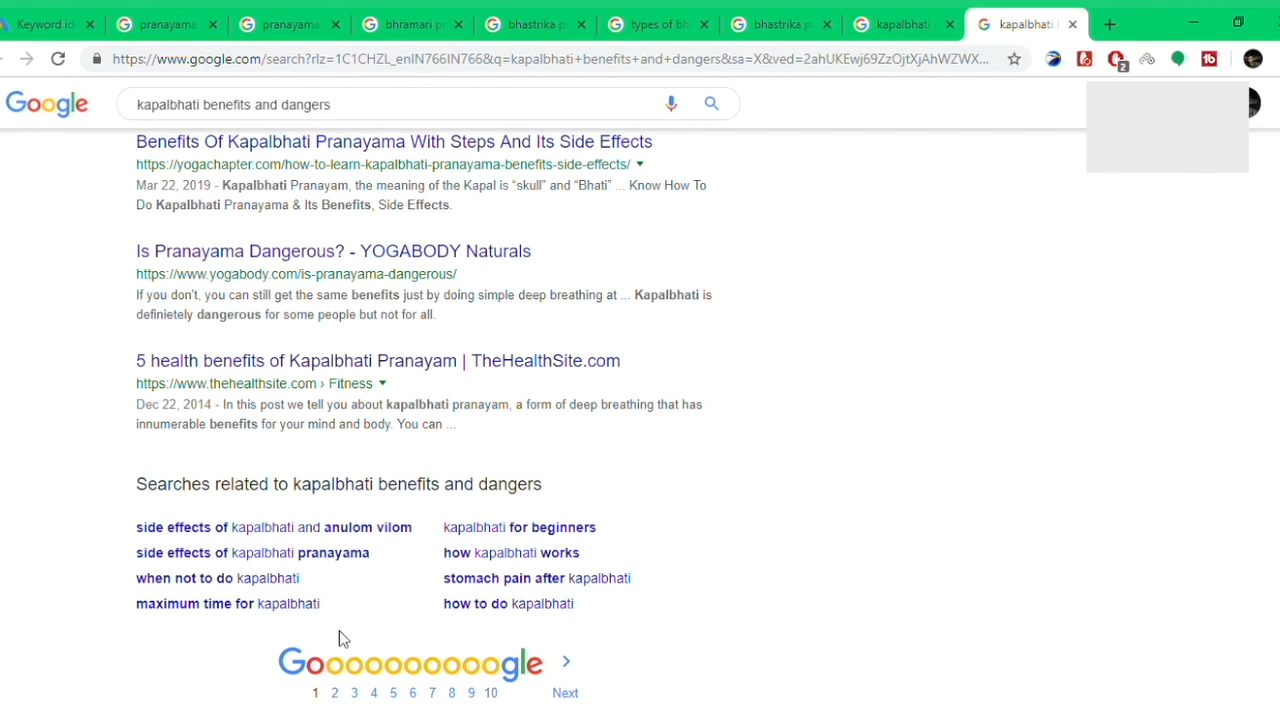 Keyword id
pranayama
pranayama
bhramari p
bhastrika p
types of bh
bhastrika p
kapalbhati
kapalbhati
https://www.google.com/search?rlz=1C1CHZL_enIN766IN766&q=kapalbhati+benefits+and+dangers&sa=X&ved=2ahUKEwj69ZzOjtXjAhWZWX...
2
Google
kapalbhati benefits and dangers
Benefits Of Kapalbhati Pranayama With Steps And Its Side Effects
https://yogachapter.com/how-to-learn-kapalbhati-pranayama-benefits-side-effects/
Mar 22, 2019 - Kapalbhati Pranayam, the meaning of the Kapal is “skull” and “Bhati” ... Know How To
Do Kapalbhati Pranayama & Its Benefits, Side Effects.
Is Pranayama Dangerous? - YOGABODY Naturals
https://www.yogabody.com/is-pranayama-dangerous/
If you don't, you can still get the same benefits just by doing simple deep breathing at ... Kapalbhati is
definietely dangerous for some people but not for all.
5 health benefits of Kapalbhati Pranayam | TheHealthSite.com
https://www.thehealthsite.com › Fitness
Dec 22, 2014 - In this post we tell you about kapalbhati pranayam, a form of deep breathing that has
innumerable benefits for your mind and body. You can ...
Searches related to kapalbhati benefits and dangers
side effects of kapalbhati and anulom vilom
kapalbhati for beginners
side effects of kapalbhati pranayama
how kapalbhati works
when not to do kapalbhati
stomach pain after kapalbhati
maximum time for kapalbhati
how to do kapalbhati
Goooooooooogle
1 2 3 4 5 6 7 8 9 10 Next